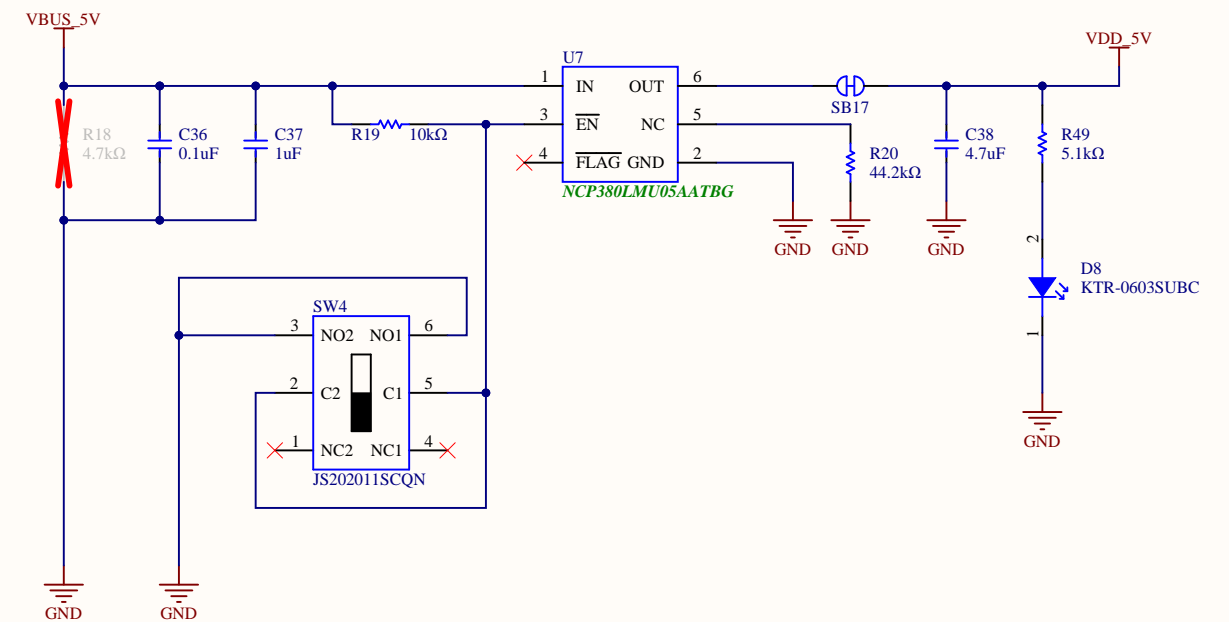 VBUS_5V
VDD_5V
U7
1
IN
OUT
6
SB17
R18
4.7kΩ
C36
0.1uF
C37
1uF
R19
10kΩ
3
EN
NC
5
4
FLAG
GND
2
NCP380LMU05AATBG
R20
44.2kΩ
C38
4.7uF
R49
5.1kΩ
GND
GND
GND
2
D8
KTR-0603SUBC
1
GND
SW4
3
NO2
NO1
6
2
C2
C1
5
1
NC2
NC1
4
JS202011SCQN
GND
GND